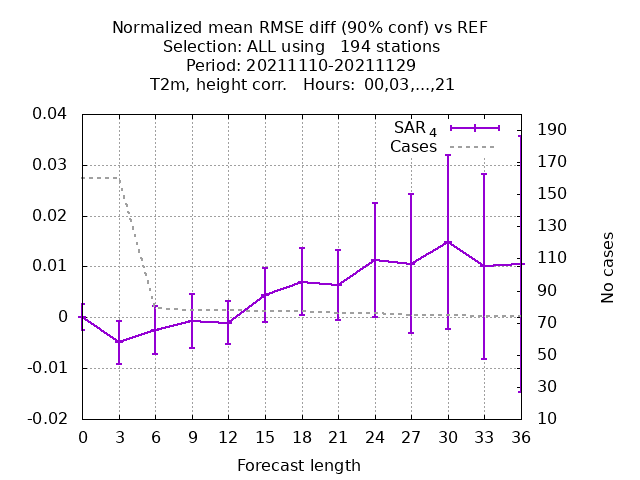 Normalized mean RMSE diff (90% conf) vs REF
Selection: ALL using   194 stations
Period: 20211110-20211129
T2m, height corr.   Hours:  00,03,...,21
SAR 4
Cases
0.04
0.03
0.02
0.01
0
-0.01
-0.02
190
170
150
130
110
90
70
50
30
10
No cases
0 3 6 9 12 15 18 21 24 27 30 33 36
Forecast length